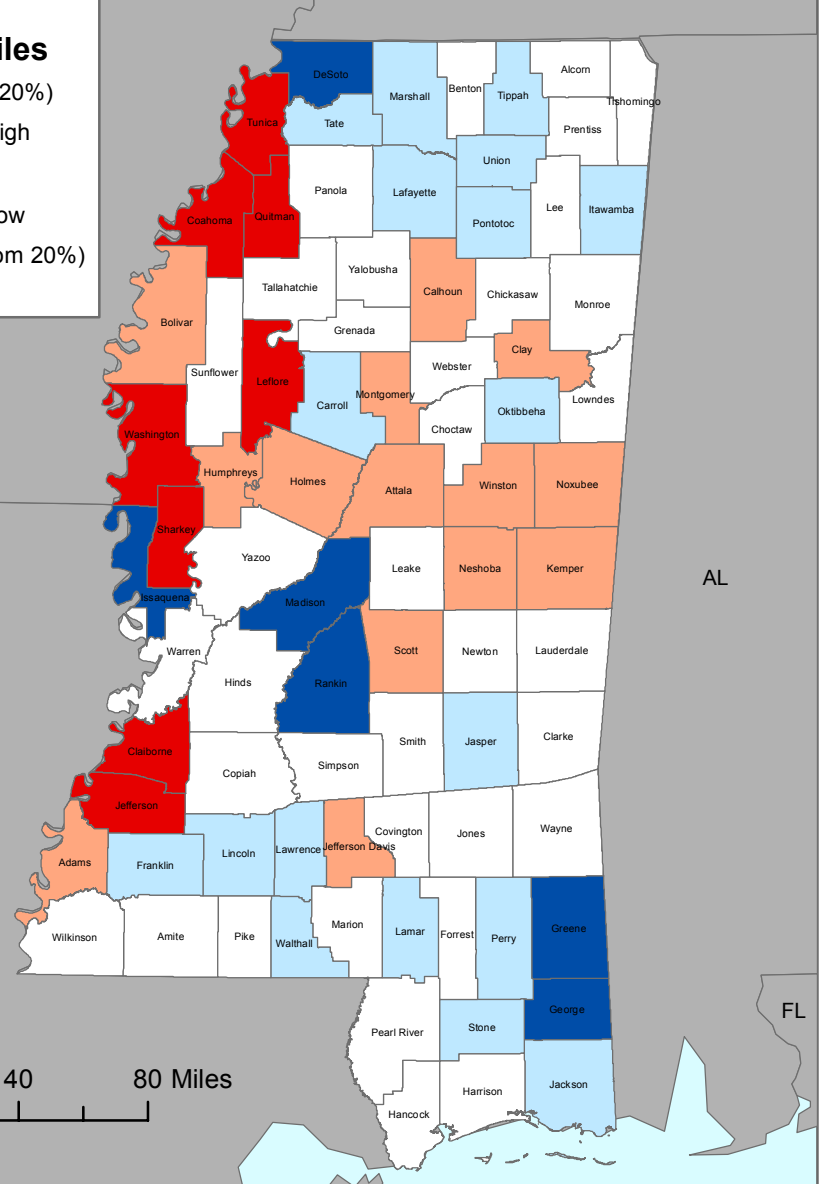 iles
20%)
igh
ow
om 20%)
DeSoto
Marshall
Benton
Tippah
Alcorn
Tishomingo
Tunica
Tate
Prentiss
Union
Panola
Lafayette
Lee
Itawamba
Coahoma
Quitman
Pontotoc
Yalobusha
Tallahatchie
Calhoun
Chickasaw
Monroe
Bolivar
Grenada
Clay
Webster
Sunflower
Leflore
Montgomery
Lowndes
Carroll
Oktibbeha
Washington
Choctaw
Humphreys
Holmes
Attala
Winston
Noxubee
Sharkey
Yazoo
Leake
Neshoba
Kemper
AL
Issaquena
Madison
Warren
Scott
Newton
Lauderdale
Hinds
Rankin
Claiborne
Smith
Jasper
Clarke
Copiah
Simpson
Jefferson
Covington
Jones
Wayne
Adams
Franklin
Lincoln
Lawrence
Jefferson Davis
Wilkinson
Amite
Pike
Walthall
Marion
Lamar
Forrest
Perry
Greene
George
FL
Pearl River
Stone
40
80 Miles
Harrison
Jackson
Hancock